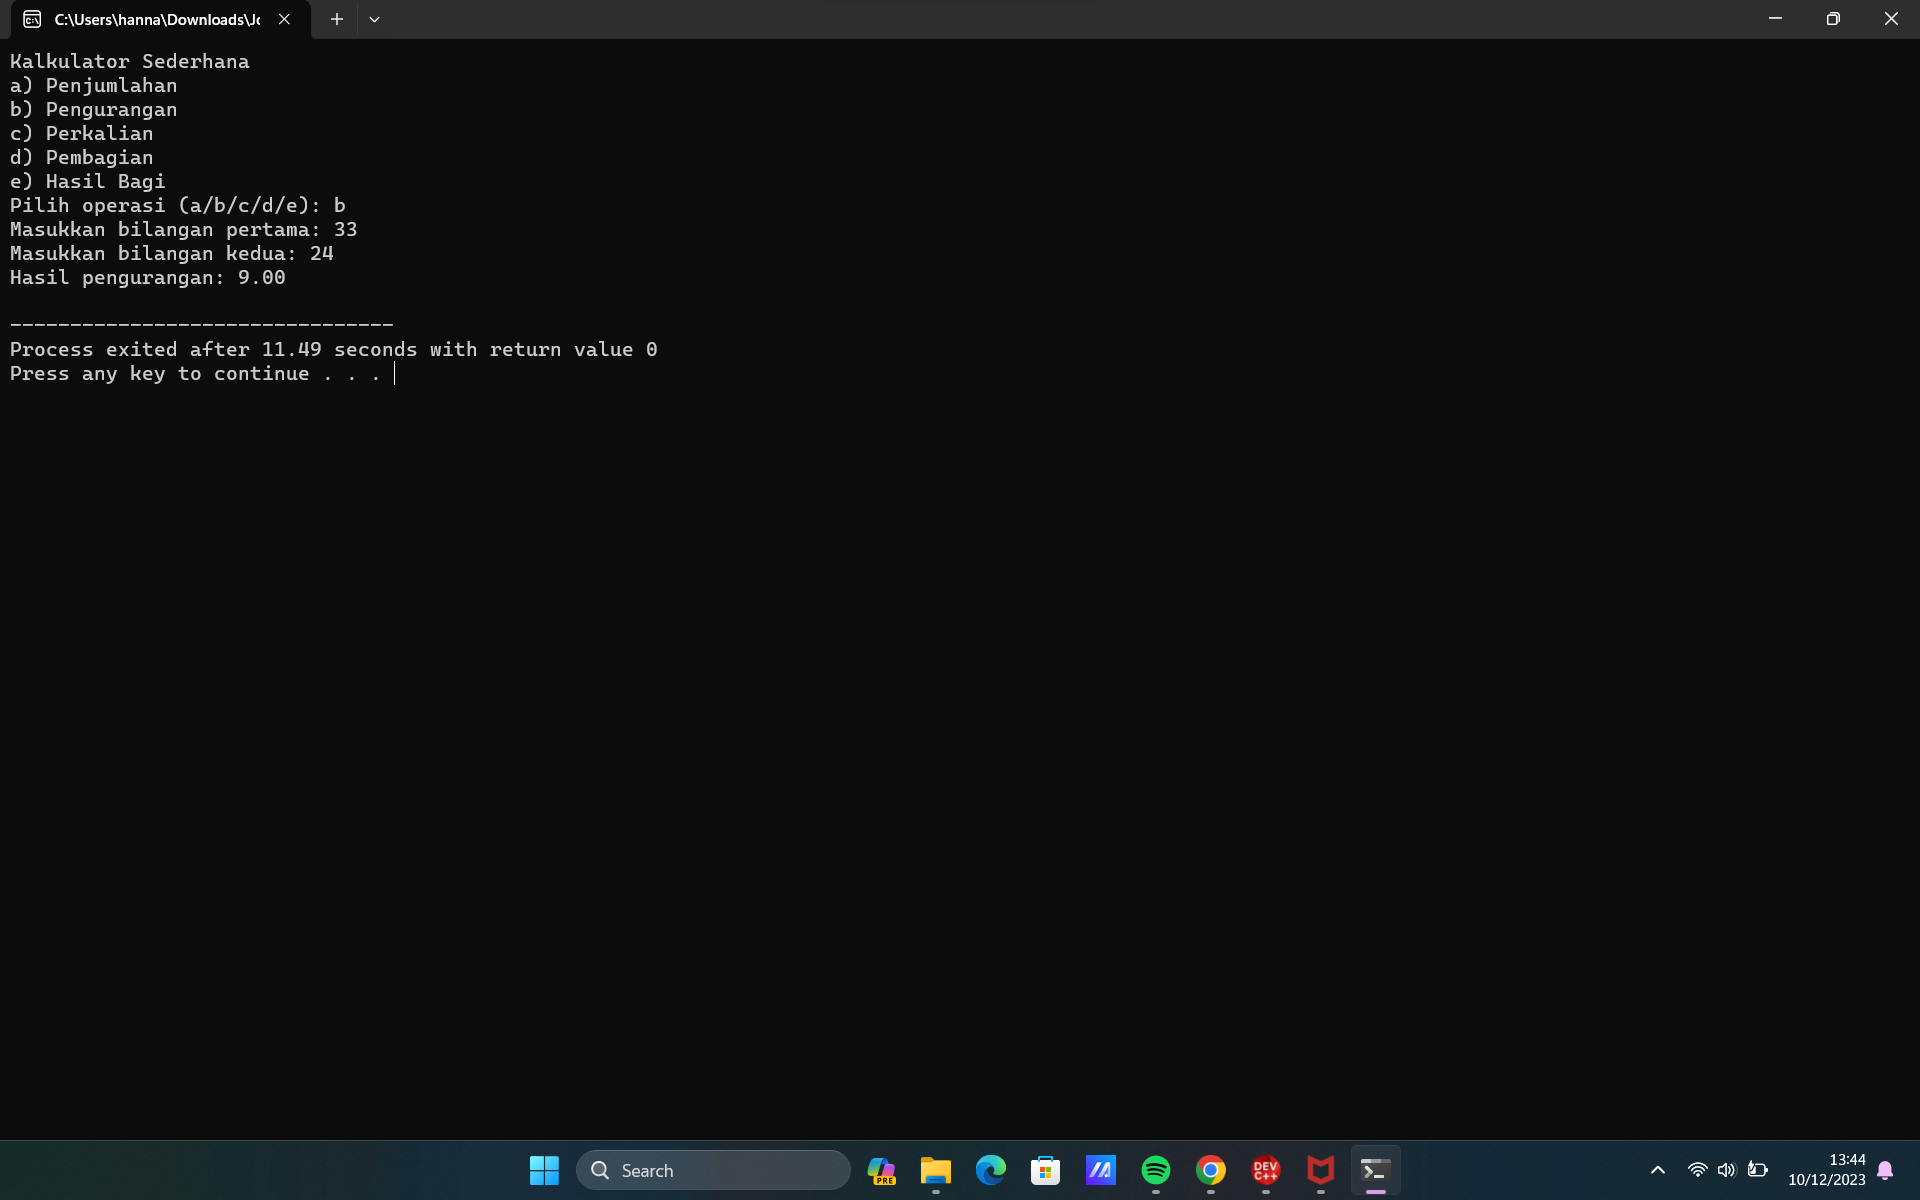 C:\Users\hanna\Downloads\Jo
Kalkulator Sederhana
a) Penjumlahan
b) Pengurangan
c) Perkalian
d) Pembagian
e) Hasil Bagi
Pilih operasi (a/b/c/d/e): b
Masukkan bilangan pertama: 33
Masukkan bilangan kedua: 24
Hasil pengurangan: 9.00
--------------------------------
Process exited after 11.49 seconds with return value 0
Press any key to continue . . .
Search
PRE
DEV C++
13:44
10/12/2023